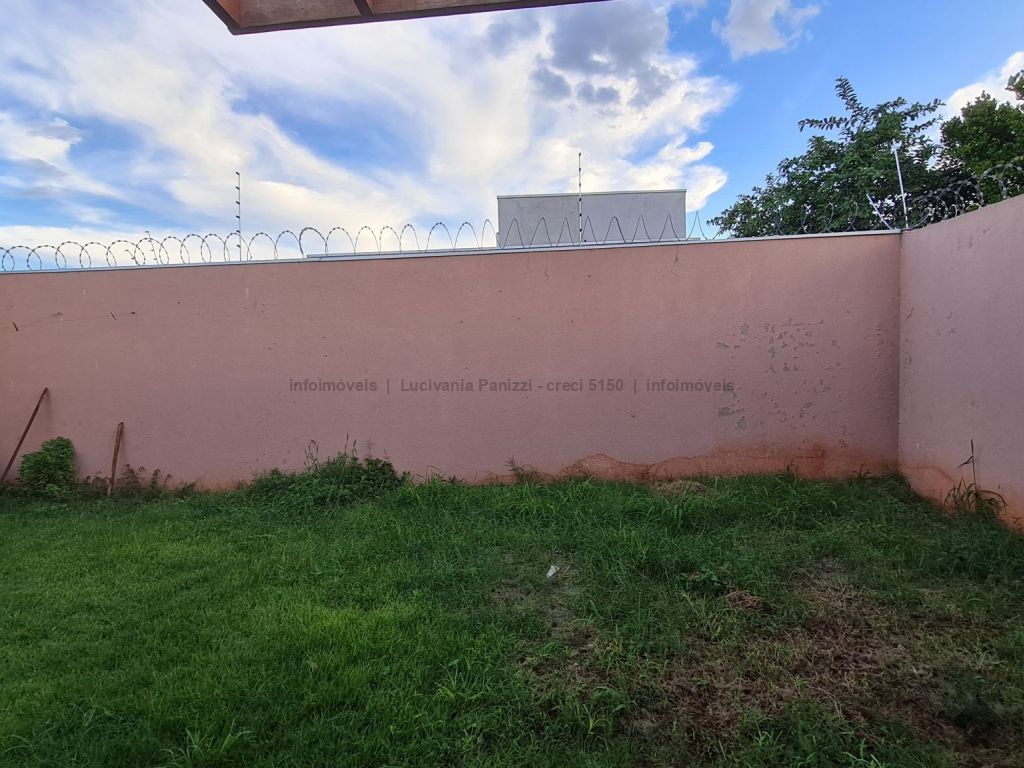 infoimóveis | Lucivania Panizzi - creci 5150 | infoimóveis